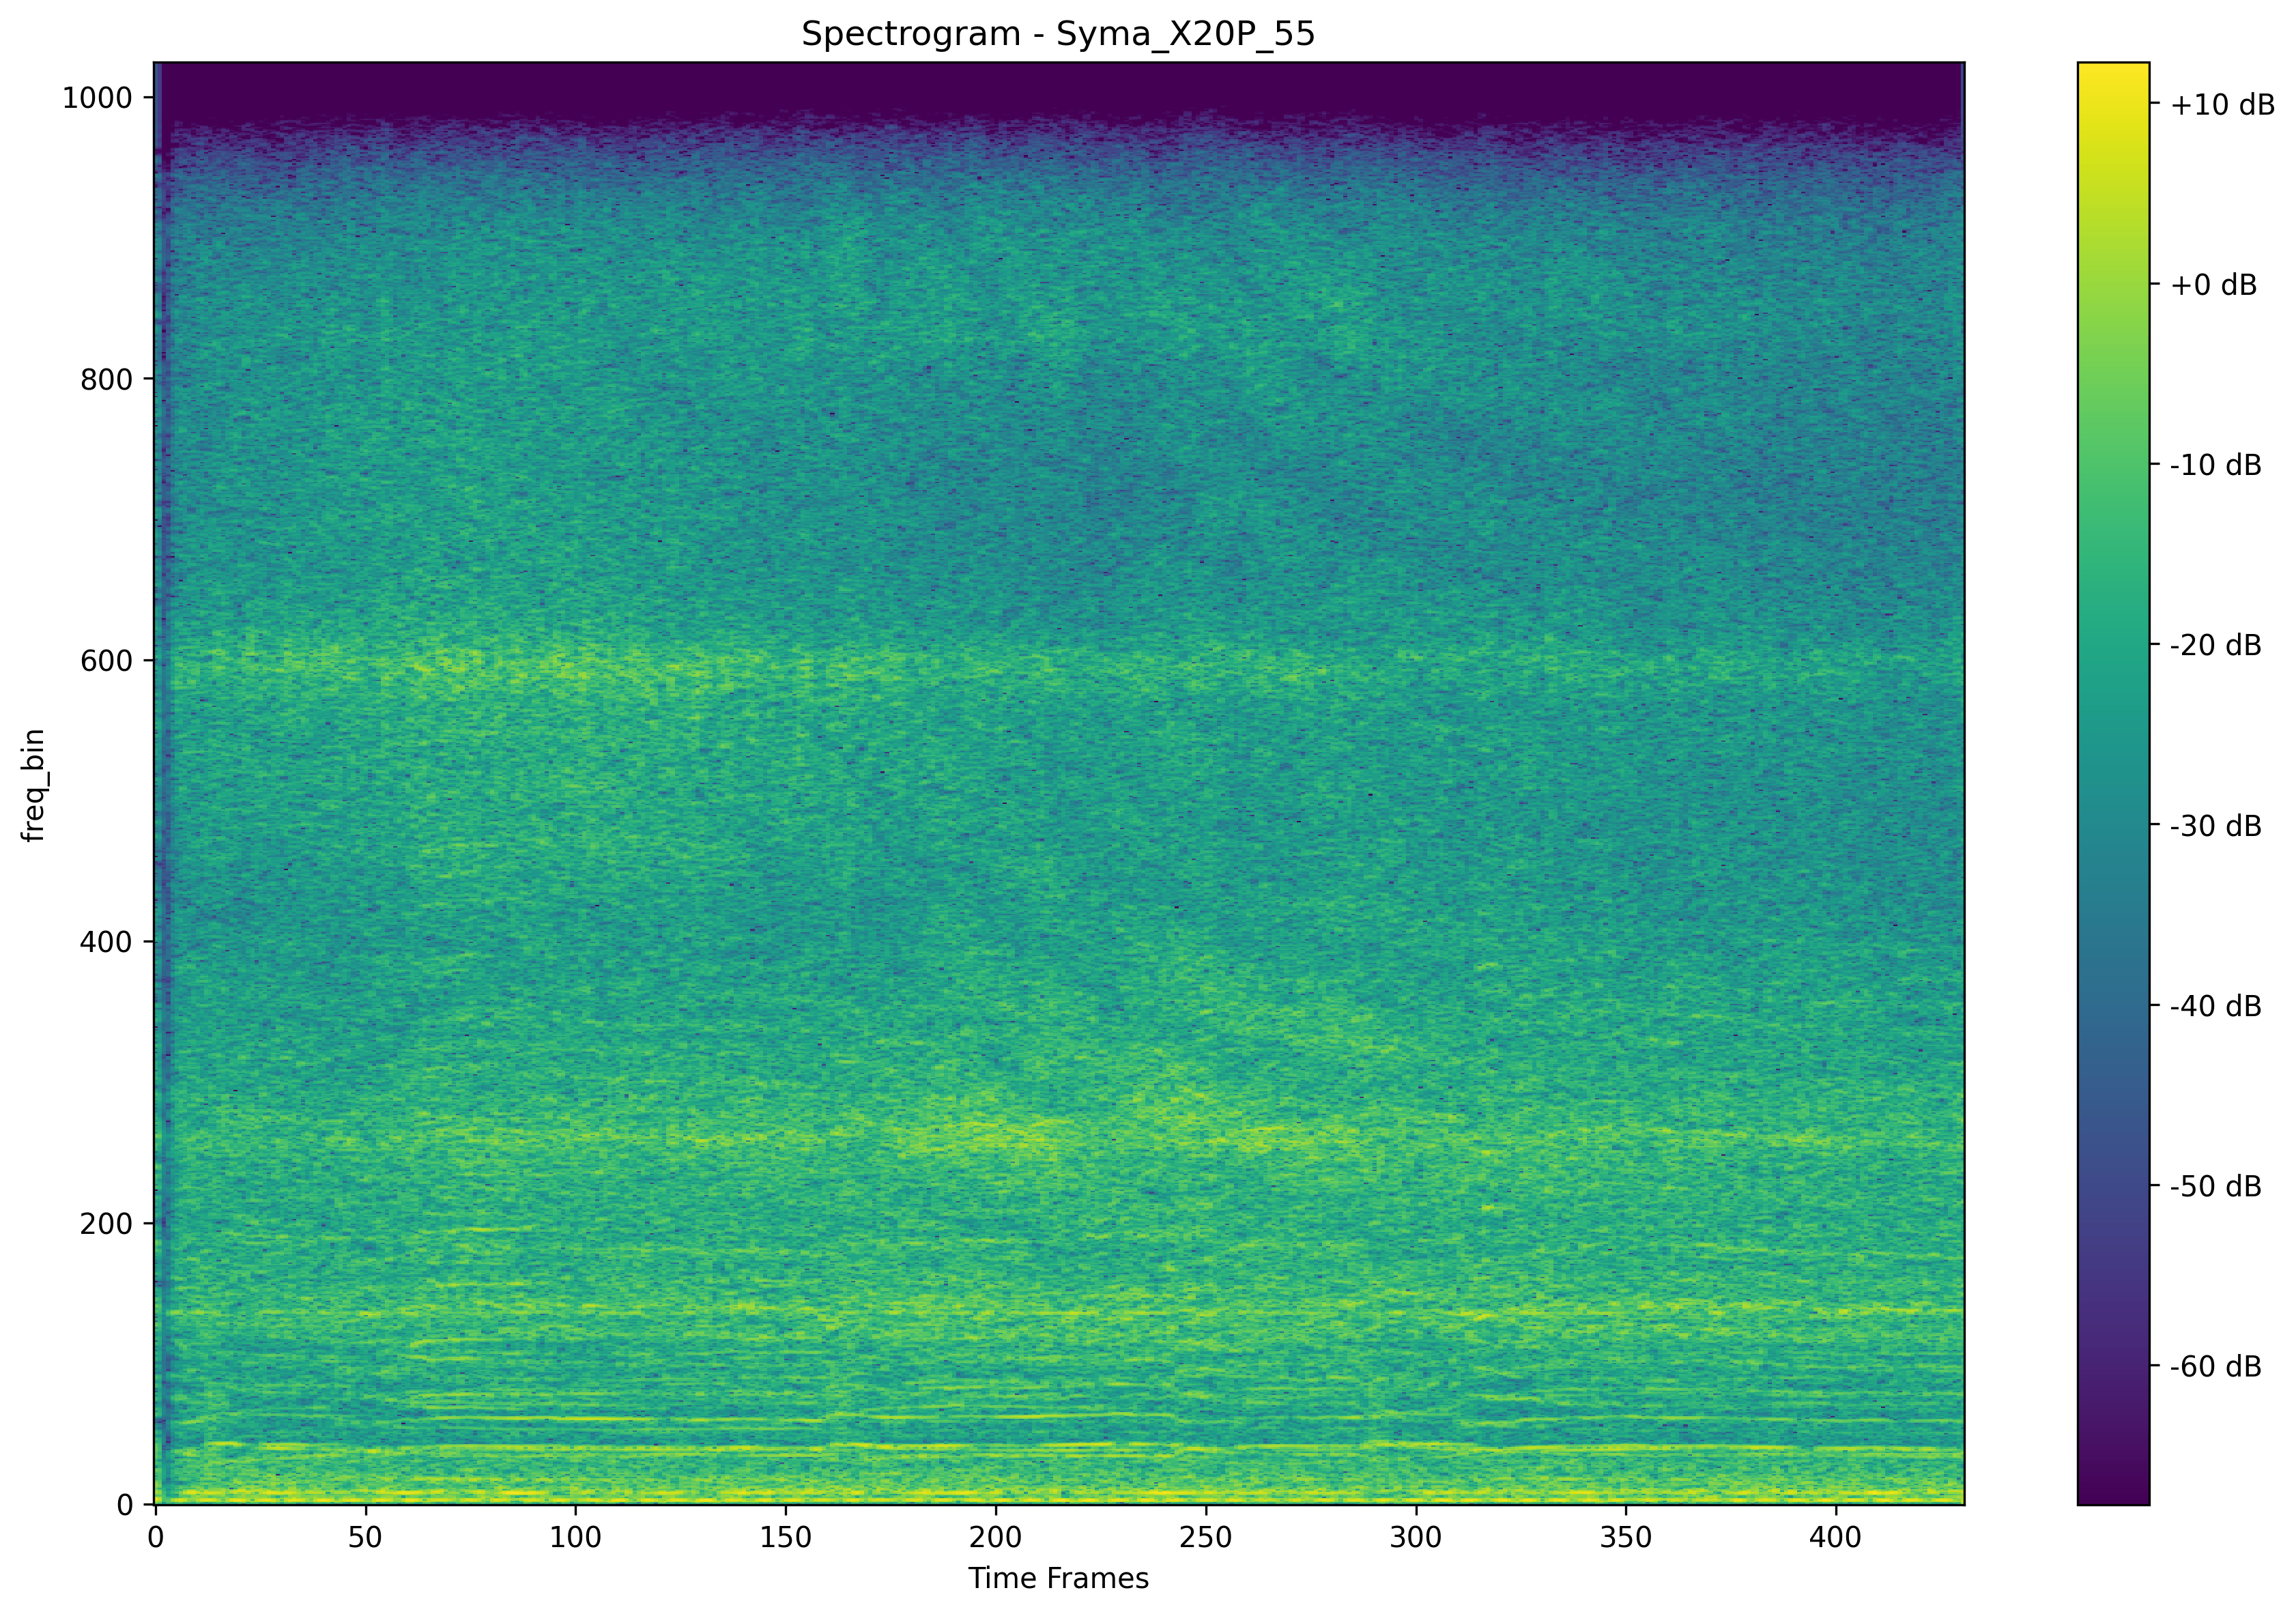 Spectrogram - Syma_X20P_55
1000
800
600
400
200
0
freq_bin
0 50 100 150 200 250 300 350 400
Time Frames
+10 dB
+0 dB
-10 dB
-20 dB
-30 dB
-40 dB
-50 dB
-60 dB